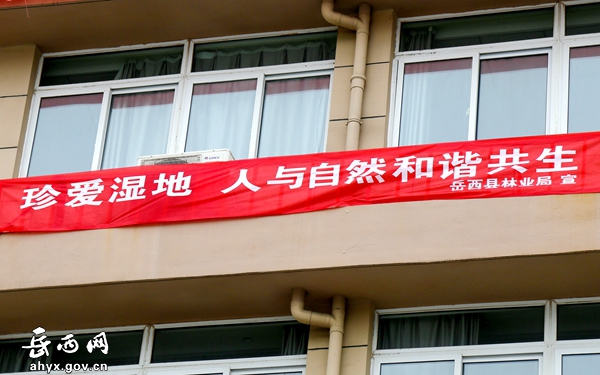 珍爱湿地 人与自然和谐共生
岳西县林业局 宣
岳西网
ahyx.gov.cn